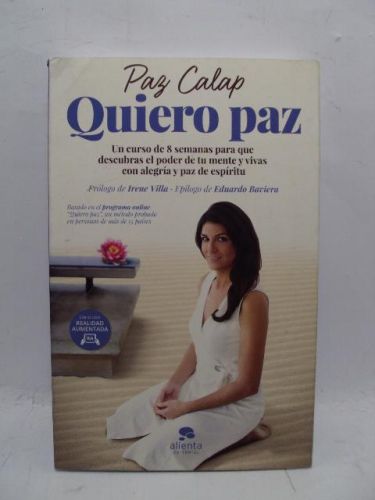 Paz Calap
Quiero paz
Un curso de 8 semanas para que
descubras el poder de tu mente y vivas
con alegría y paz de espíritu
Prólogo de Irene Villa - Epílogo de Eduardo Baviera
Basado en el programa online
"Quiero paz", un método probado
en personas de más de 15 países
REALIDAD
AUMENTADA
RA
alienta
EDITORIAL